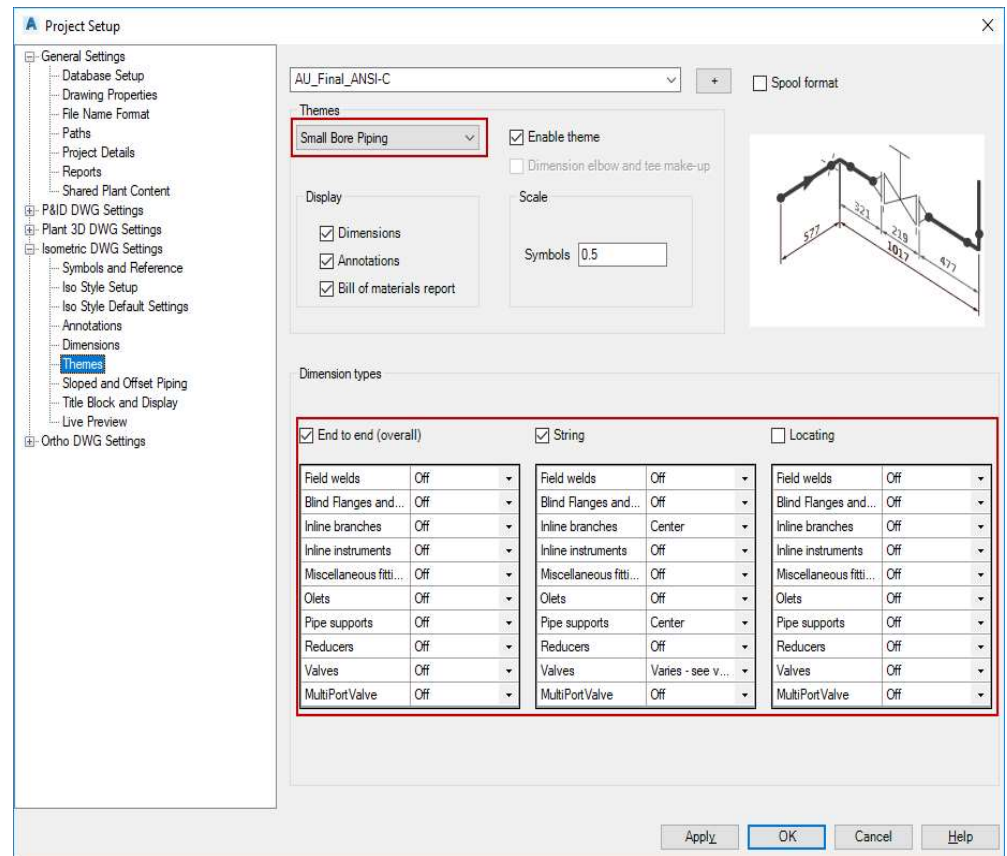 Project Setup
General Settings
Database Setup
Drawing Properties
File Name Format
Paths
Project Details
Reports
Shared Plant Content
P&ID DWG Settings
Plant 3D DWG Settings
Isometric DWG Settings
Symbols and Reference
Iso Style Setup
Iso Style Default Settings
Annotations
Dimensions
Themes
Sloped and Offset Piping
Title Block and Display
Live Preview
Ortho DWG Settings
AU_Final_ANSI-C + Spool format
Themes
Small Bore Piping Enable theme
Dimension elbow and tee make-up
Display Scale
Dimensions
Annotations Symbols 0.5
Bill of materials report
577 321 219 477
1017
Dimension types
End to end (overall) String Locating
Field welds Off Field welds Off Field welds Off
Blind Flanges and... Off Blind Flanges and... Off Blind Flanges and... Off
Inline branches Off Inline branches Center Inline branches Off
Inline instruments Off Inline instruments Off Inline instruments Off
Miscellaneous fitti... Off Miscellaneous fitti... Off Miscellaneous fitti... Off
Olets Off Olets Off Olets Off
Pipe supports Off Pipe supports Center Pipe supports Off
Reducers Off Reducers Off Reducers Off
Valves Off Valves Varies - see v... Valves Off
MultiPortValve Off MultiPortValve Off MultiPortValve Off
Apply OK Cancel Help